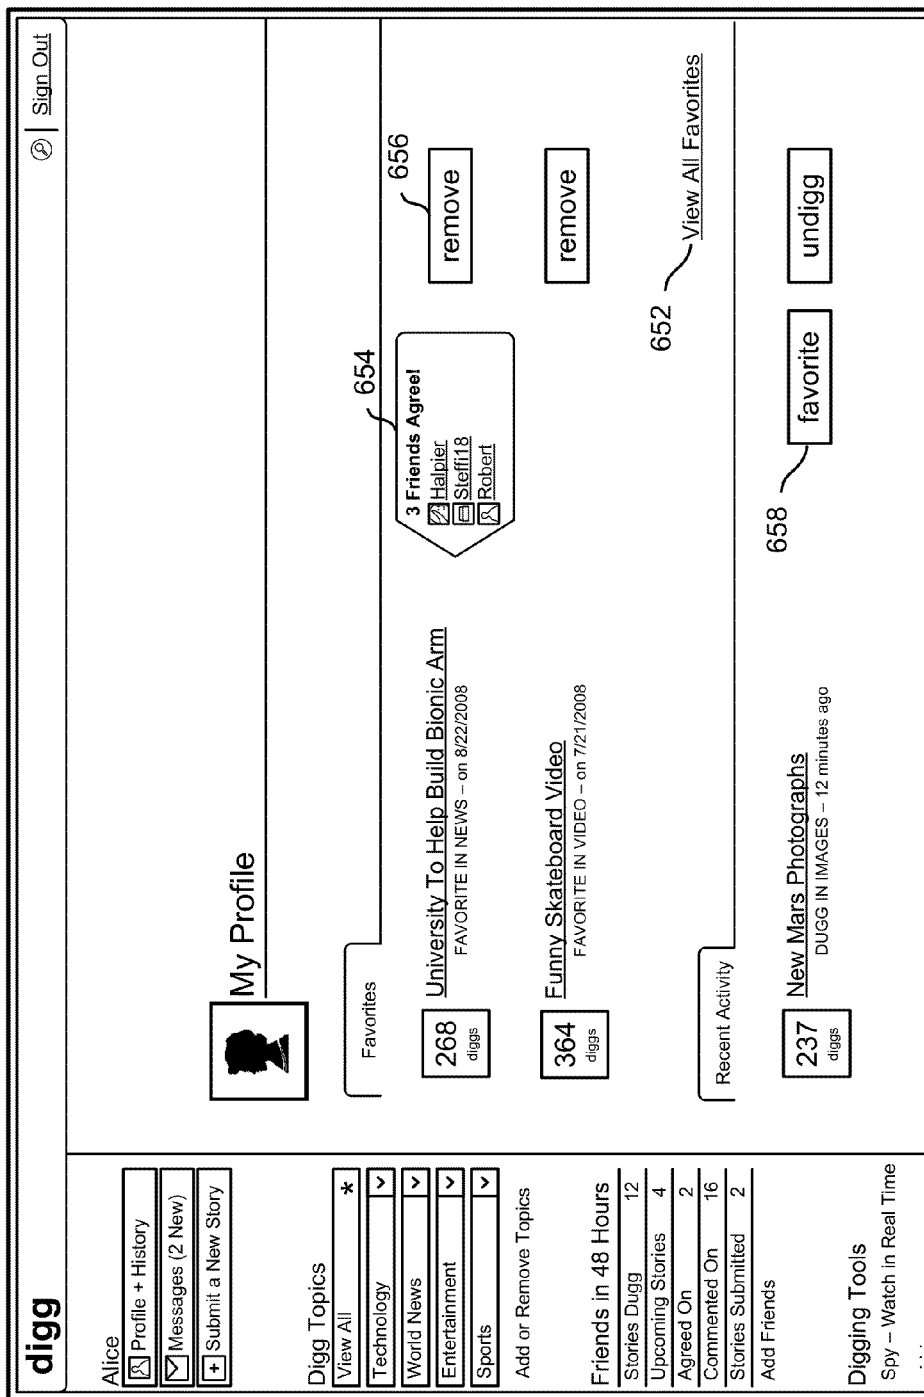 digg
Sign Out
Alice
Profile + History
Messages (2 New)
+ Submit a New Story
Digg Topics
View All *
Technology
World News
Entertainment
Sports
Add or Remove Topics
Friends in 48 Hours
Stories Dugg 12
Upcoming Stories 4
Agreed On 2
Commented On 16
Stories Submitted 2
Add Friends
Digging Tools
Spy – Watch in Real Time
. . .
My Profile
Favorites
268 diggs
University To Help Build Bionic Arm
FAVORITE IN NEWS – on 8/22/2008
654
3 Friends Agree!
Halpier
Steffi18
Robert
656
remove
364 diggs
Funny Skateboard Video
FAVORITE IN VIDEO – on 7/21/2008
remove
652
View All Favorites
Recent Activity
237 diggs
New Mars Photographs
DUGG IN IMAGES – 12 minutes ago
658
favorite
undigg